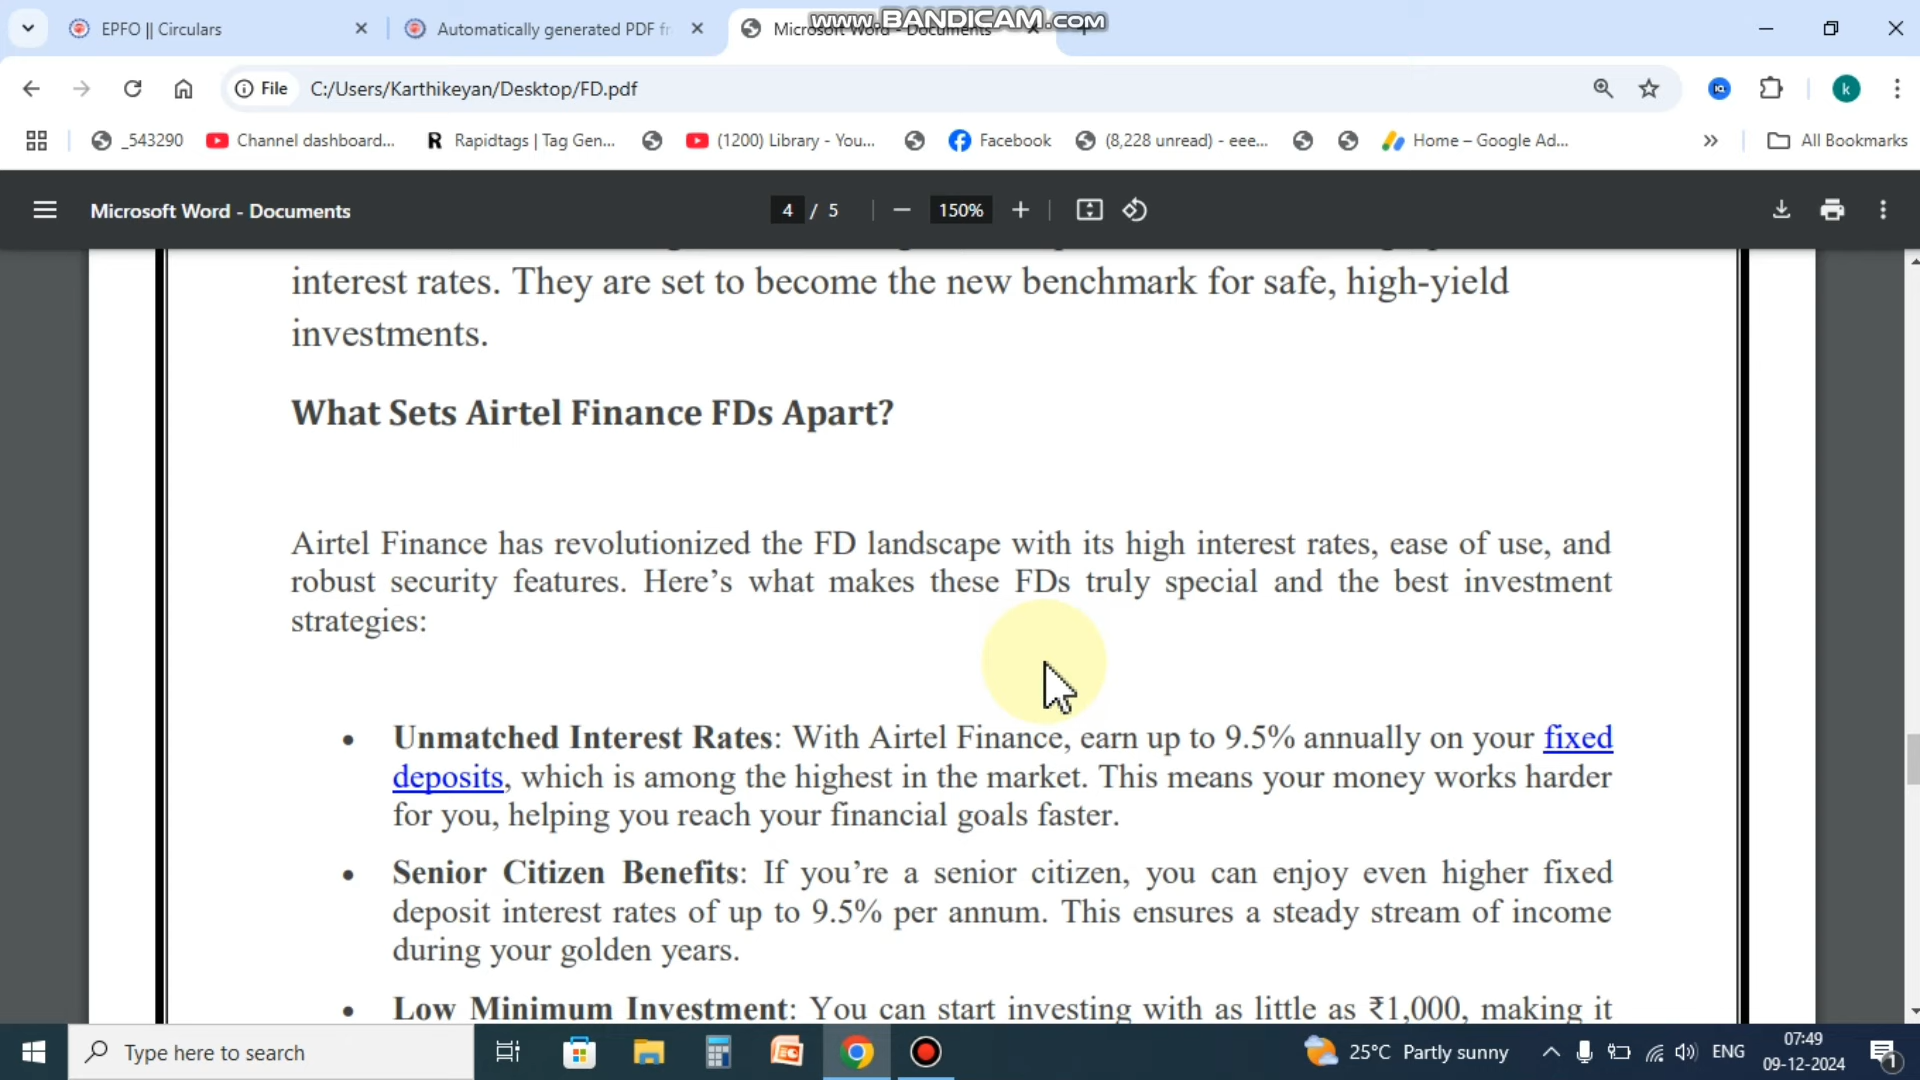 www.BANDICAM.com
EPFO || Circulars
Automatically generated PDF fr
Microsoft Word - Documents
File C:/Users/Karthikeyan/Desktop/FD.pdf
k
_543290
Channel dashboard...
Rapidtags | Tag Gen...
(1200) Library - You...
Facebook
(8,228 unread) - eee...
Home – Google Ad...
»
All Bookmarks
Microsoft Word - Documents
4 / 5
150%
interest rates. They are set to become the new benchmark for safe, high-yield
investments.
What Sets Airtel Finance FDs Apart?
Airtel Finance has revolutionized the FD landscape with its high interest rates, ease of use, and
robust security features. Here’s what makes these FDs truly special and the best investment
strategies:
• Unmatched Interest Rates: With Airtel Finance, earn up to 9.5% annually on your fixed
deposits, which is among the highest in the market. This means your money works harder
for you, helping you reach your financial goals faster.
• Senior Citizen Benefits: If you’re a senior citizen, you can enjoy even higher fixed
deposit interest rates of up to 9.5% per annum. This ensures a steady stream of income
during your golden years.
• Low Minimum Investment: You can start investing with as little as ₹1,000, making it
Type here to search
25°C Partly sunny
ENG
07:49
09-12-2024
1